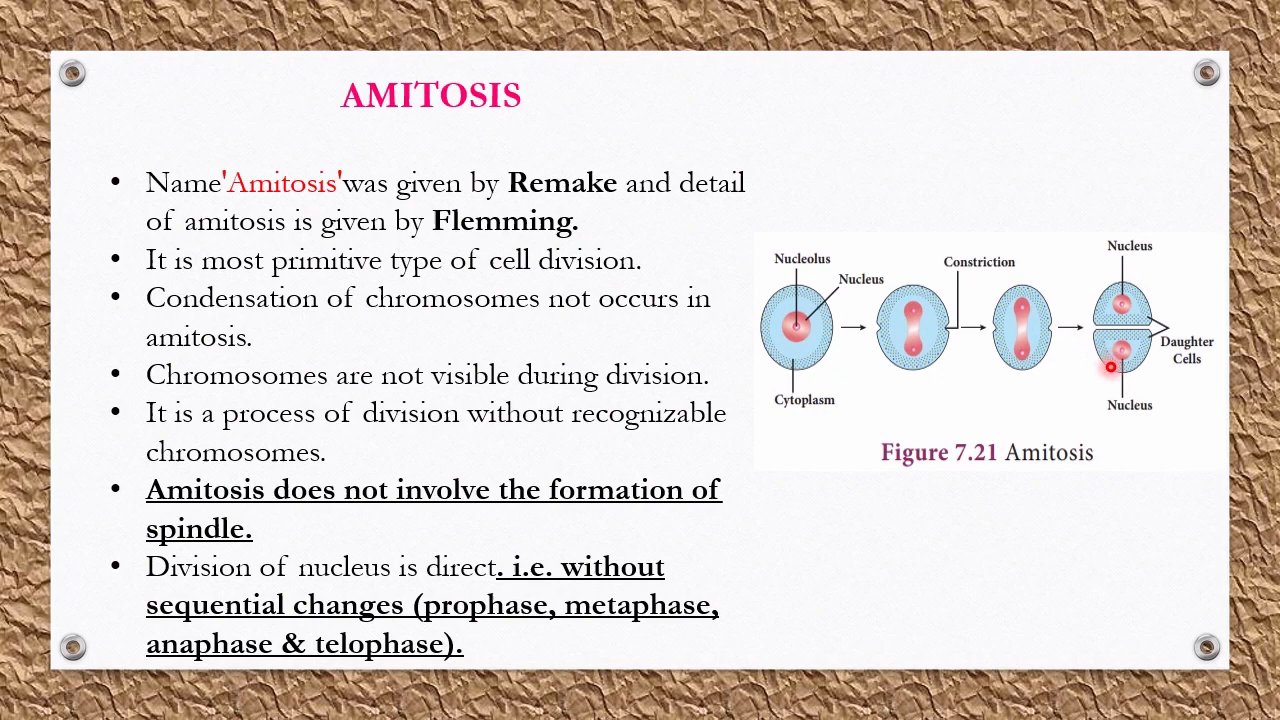 AMITOSIS
• Name'Amitosis'was given by Remake and detail
of amitosis is given by Flemming.
• It is most primitive type of cell division.
• Condensation of chromosomes not occurs in
amitosis.
• Chromosomes are not visible during division.
• It is a process of division without recognizable
chromosomes.
• Amitosis does not involve the formation of
spindle.
• Division of nucleus is direct. i.e. without
sequential changes (prophase, metaphase,
anaphase & telophase).
Nucleolus
Nucleus
Cytoplasm
Constriction
Nucleus
Daughter
Cells
Nucleus
Figure 7.21 Amitosis